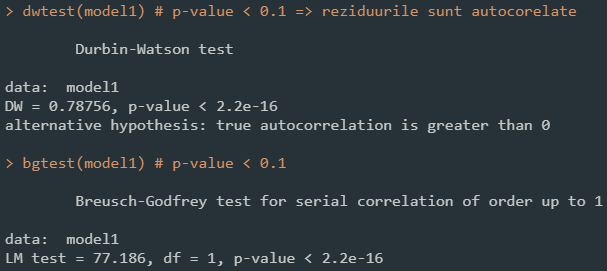 > dwtest(model1) # p-value < 0.1 => reziduurile sunt autocorelate
Durbin-Watson test
data:  model1
DW = 0.78756, p-value < 2.2e-16
alternative hypothesis: true autocorrelation is greater than 0
> bgtest(model1) # p-value < 0.1
Breusch-Godfrey test for serial correlation of order up to 1
data:  model1
LM test = 77.186, df = 1, p-value < 2.2e-16